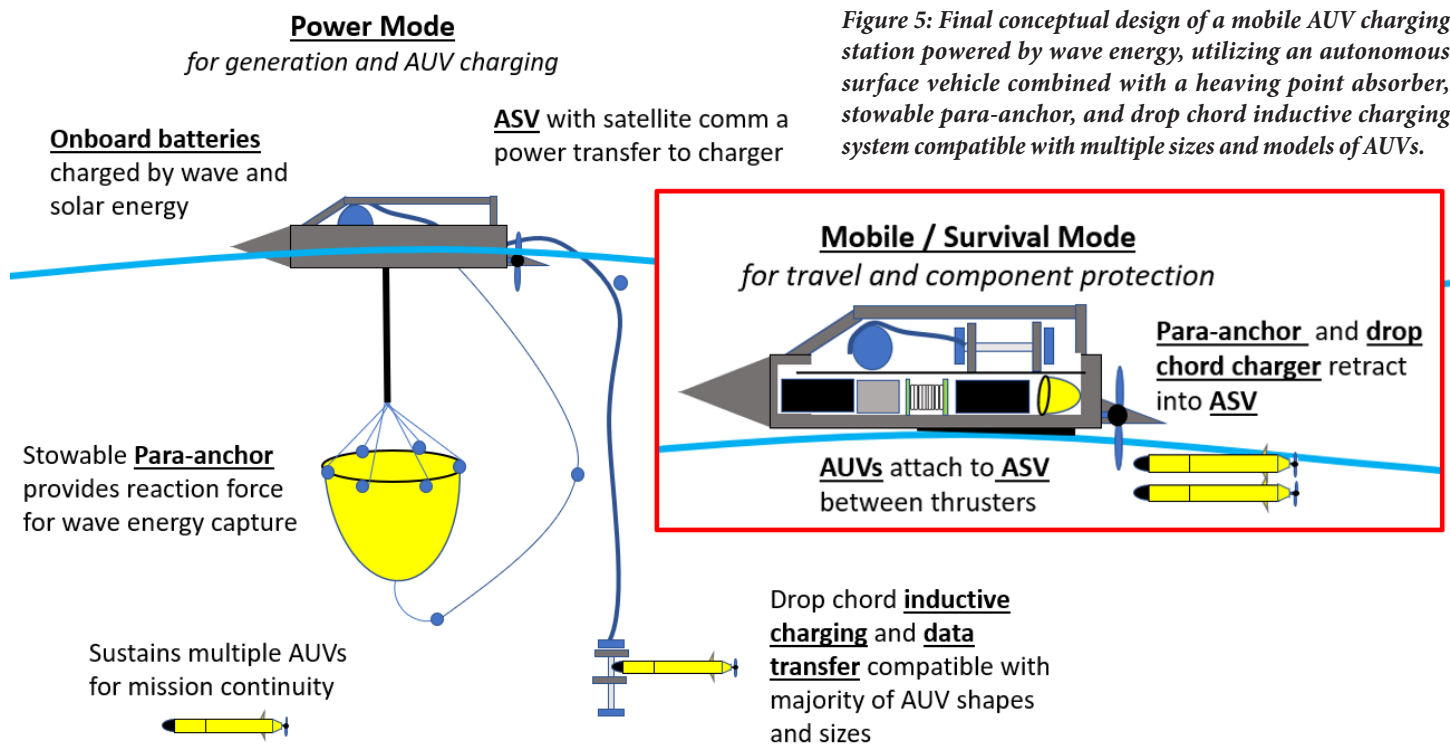 Power Mode
for generation and AUV charging
Figure 5: Final conceptual design of a mobile AUV charging
station powered by wave energy, utilizing an autonomous
surface vehicle combined with a heaving point absorber,
stowable para-anchor, and drop chord inductive charging
system compatible with multiple sizes and models of AUVs.
Onboard batteries
charged by wave and
solar energy
ASV with satellite comm a
power transfer to charger
Mobile / Survival Mode
for travel and component protection
Para-anchor and drop
chord charger retract
into ASV
AUVs attach to ASV
between thrusters
Stowable Para-anchor
provides reaction force
for wave energy capture
Drop chord inductive
charging and data
transfer compatible with
majority of AUV shapes
and sizes
Sustains multiple AUVs
for mission continuity